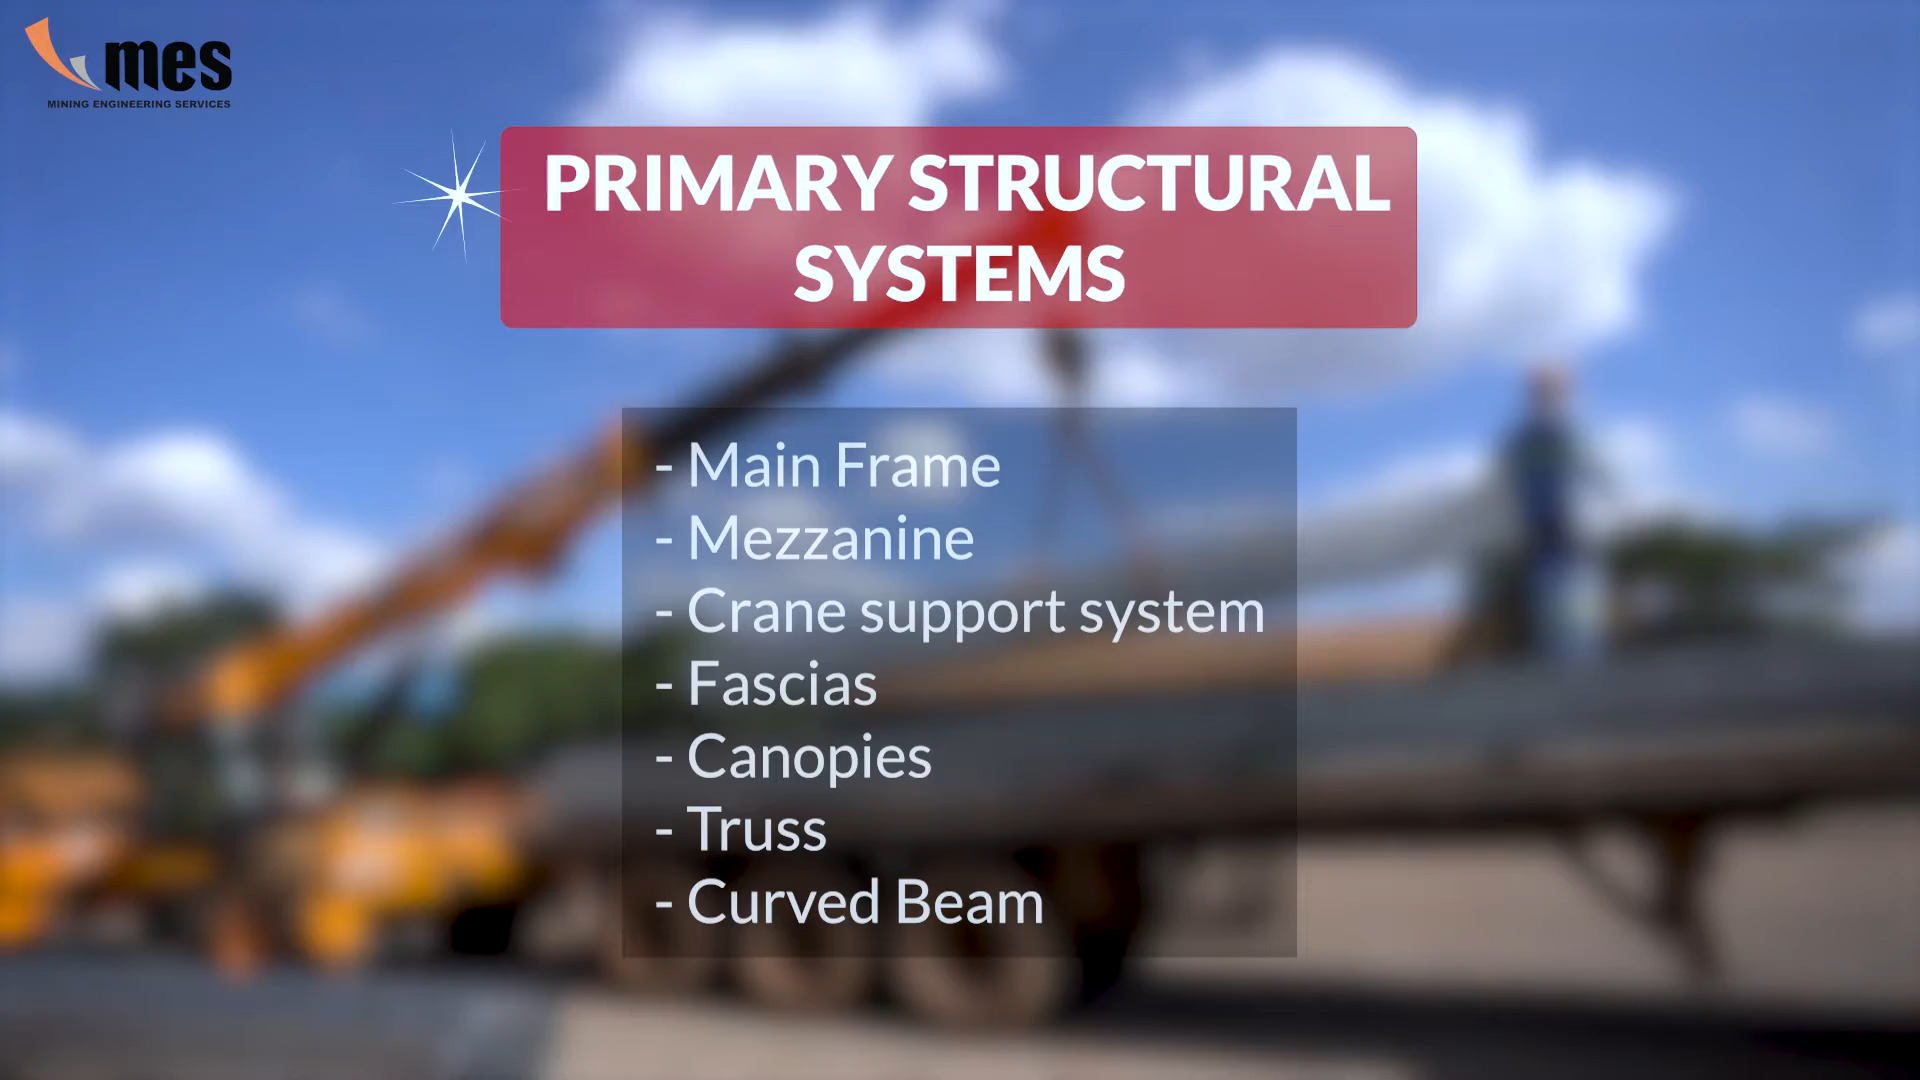 mes
MINING ENGINEERING SERVICES
PRIMARY STRUCTURAL
SYSTEMS
- Main Frame
- Mezzanine
- Crane support system
- Fascias
- Canopies
- Truss
- Curved Beam